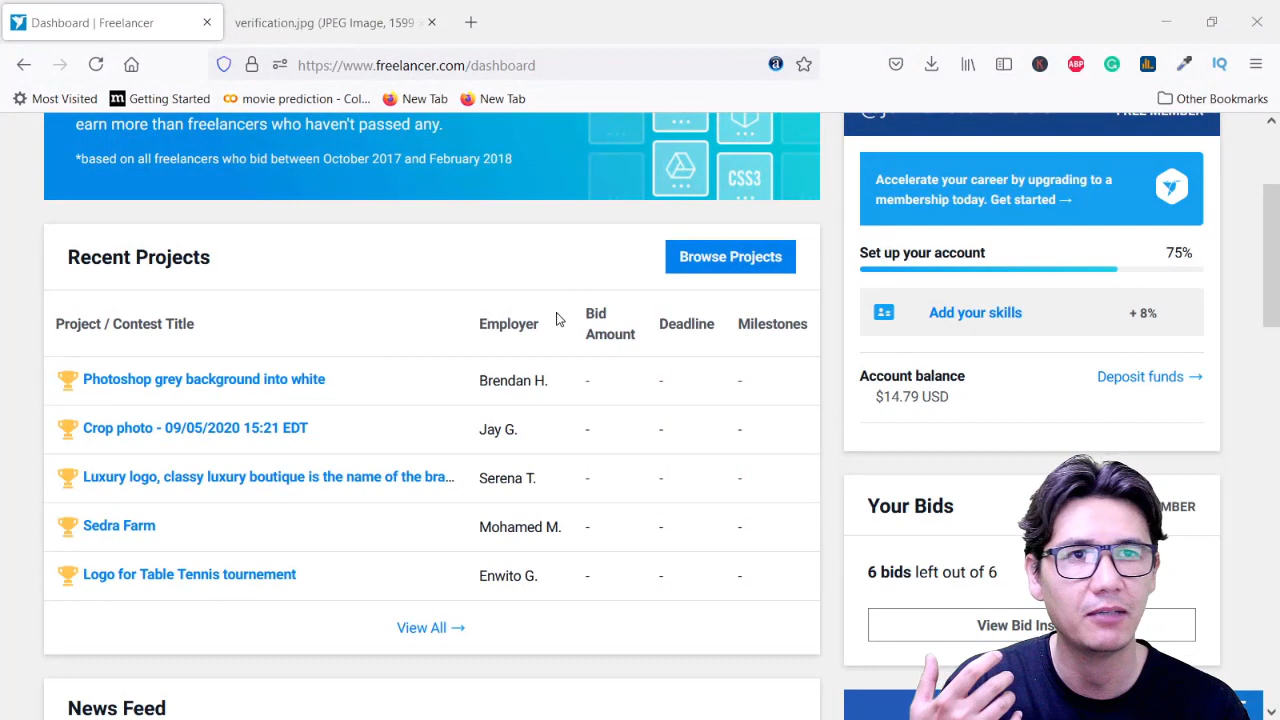 Dashboard | Freelancer
verification.jpg (JPEG Image, 1599
https://www.freelancer.com/dashboard
Most Visited
Getting Started
movie prediction - Col...
New Tab
New Tab
Other Bookmarks
earn more than freelancers who haven't passed any.
*based on all freelancers who bid between October 2017 and February 2018
CSS3
Recent Projects
Browse Projects
Project / Contest Title
Employer
Bid
Amount
Deadline
Milestones
Photoshop grey background into white
Brendan H.
-
-
-
Crop photo - 09/05/2020 15:21 EDT
Jay G.
-
-
-
Luxury logo, classy luxury boutique is the name of the bra...
Serena T.
-
-
-
Sedra Farm
Mohamed M.
-
-
-
Logo for Table Tennis tournement
Enwito G.
-
-
-
View All →
News Feed
Accelerate your career by upgrading to a
membership today. Get started →
Set up your account
75%
Add your skills
+ 8%
Account balance
Deposit funds →
$14.79 USD
Your Bids
6 bids left out of 6
View Bid Ins
ABP
IQ